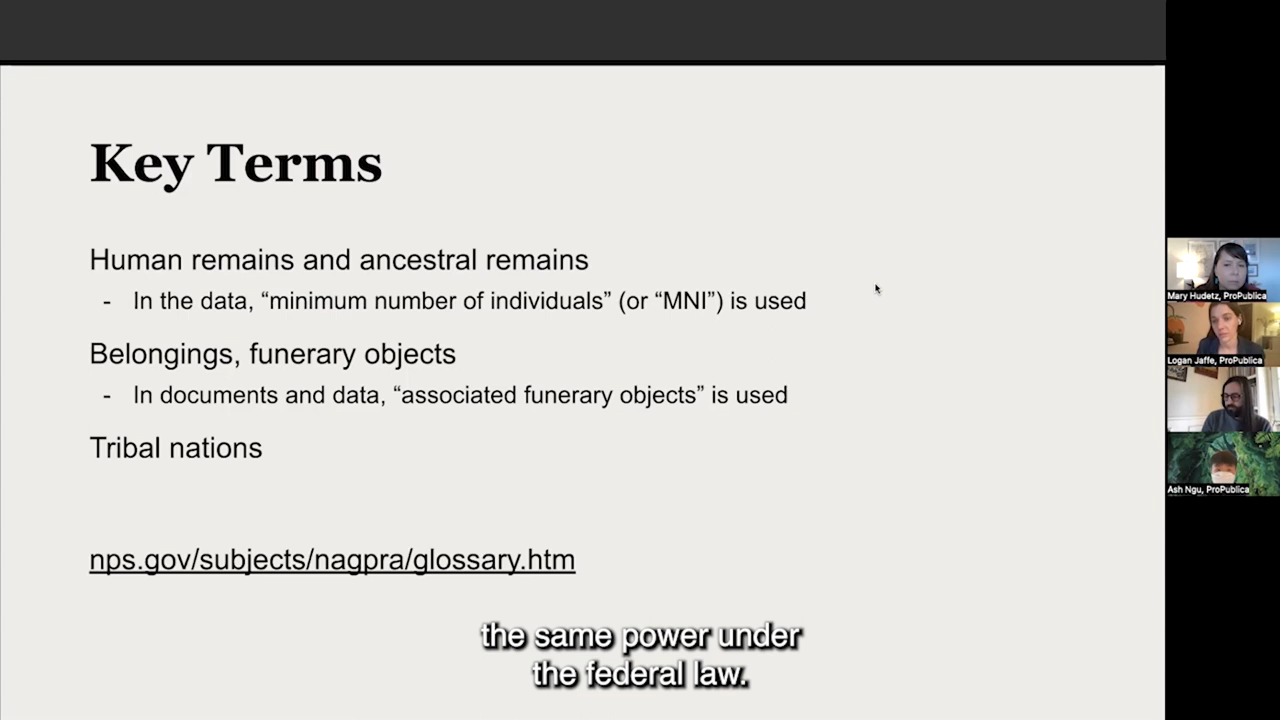 Key Terms
Human remains and ancestral remains
- In the data, “minimum number of individuals” (or “MNI”) is used
Belongings, funerary objects
- In documents and data, “associated funerary objects” is used
Tribal nations
nps.gov/subjects/nagpra/glossary.htm
the same power under
the federal law.
Mary Hudetz, ProPublica
Logan Jaffe, ProPublica
Ash Ngu, ProPublica